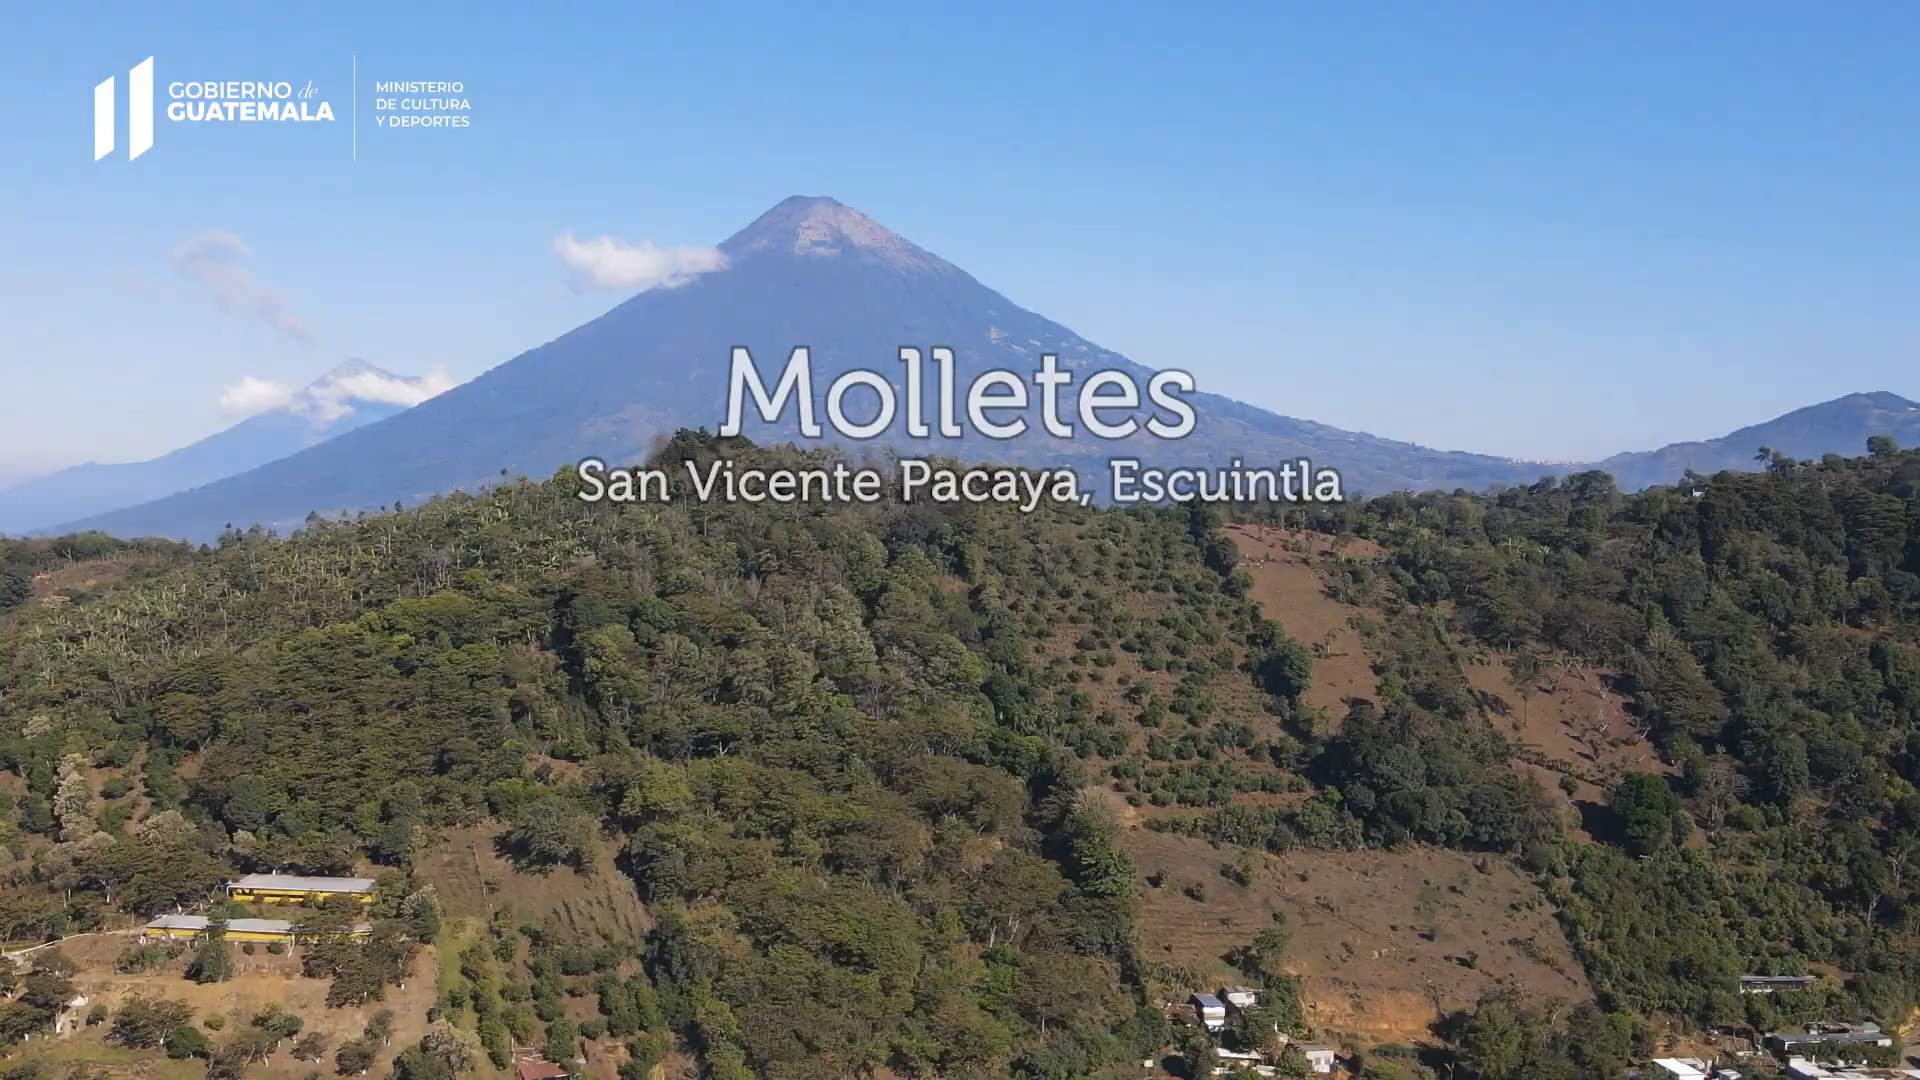 GOBIERNO de
GUATEMALA
MINISTERIO
DE CULTURA
Y DEPORTES
Molletes
San Vicente Pacaya, Escuintla